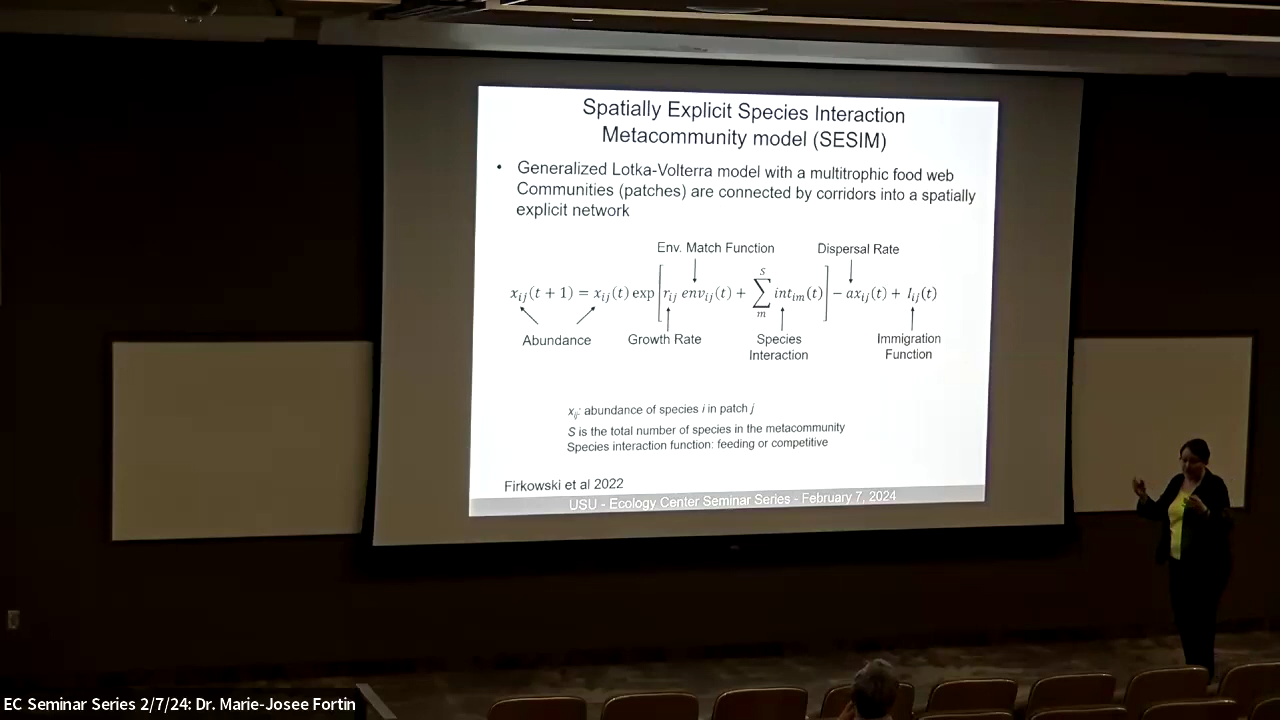 Spatially Explicit Species Interaction
Metacommunity model (SESIM)
• Generalized Lotka-Volterra model with a multitrophic food web
Communities (patches) are connected by corridors into a spatially
explicit network
Env. Match Function
Dispersal Rate
x_ij(t + 1) = x_ij(t) exp[r_ij env_ij(t) + ∑_m^S int_im(t)] − ax_ij(t) + I_ij(t)
Abundance
Growth Rate
Species
Interaction
Immigration
Function
x_ij: abundance of species i in patch j
S is the total number of species in the metacommunity
Species interaction function: feeding or competitive
Firkowski et al 2022
USU - Ecology Center Seminar Series - February 7, 2024
EC Seminar Series 2/7/24: Dr. Marie-Josee Fortin